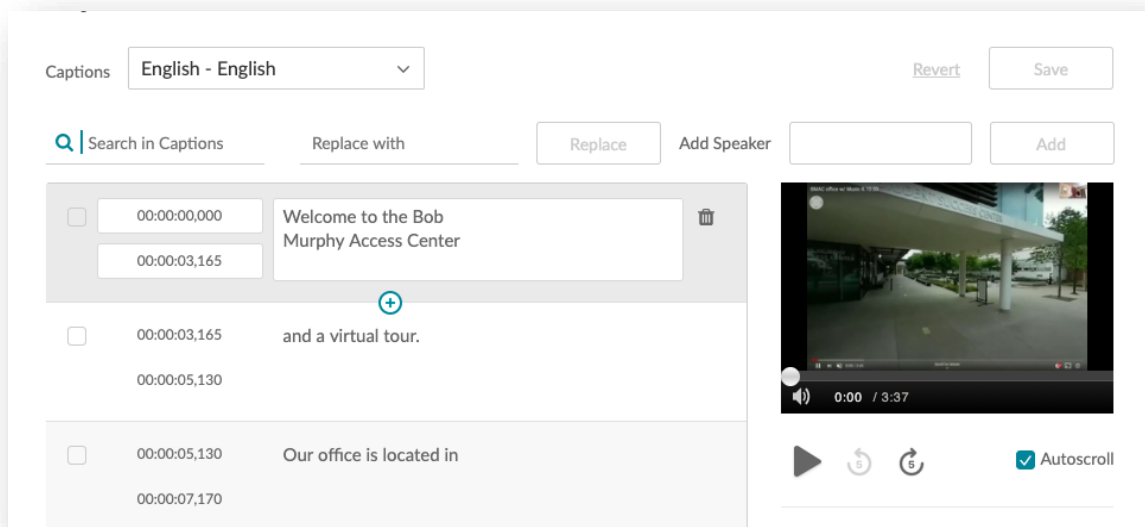 Captions
English - English
Revert
Save
Search in Captions
Replace with
Replace
Add Speaker
Add
00:00:00,000
Welcome to the Bob
Murphy Access Center
00:00:03,165
00:00:03,165
and a virtual tour.
00:00:05,130
00:00:05,130
Our office is located in
00:00:07,170
STUDENT SUCCESS CENTER
0:00 / 3:37
5
5
Autoscroll